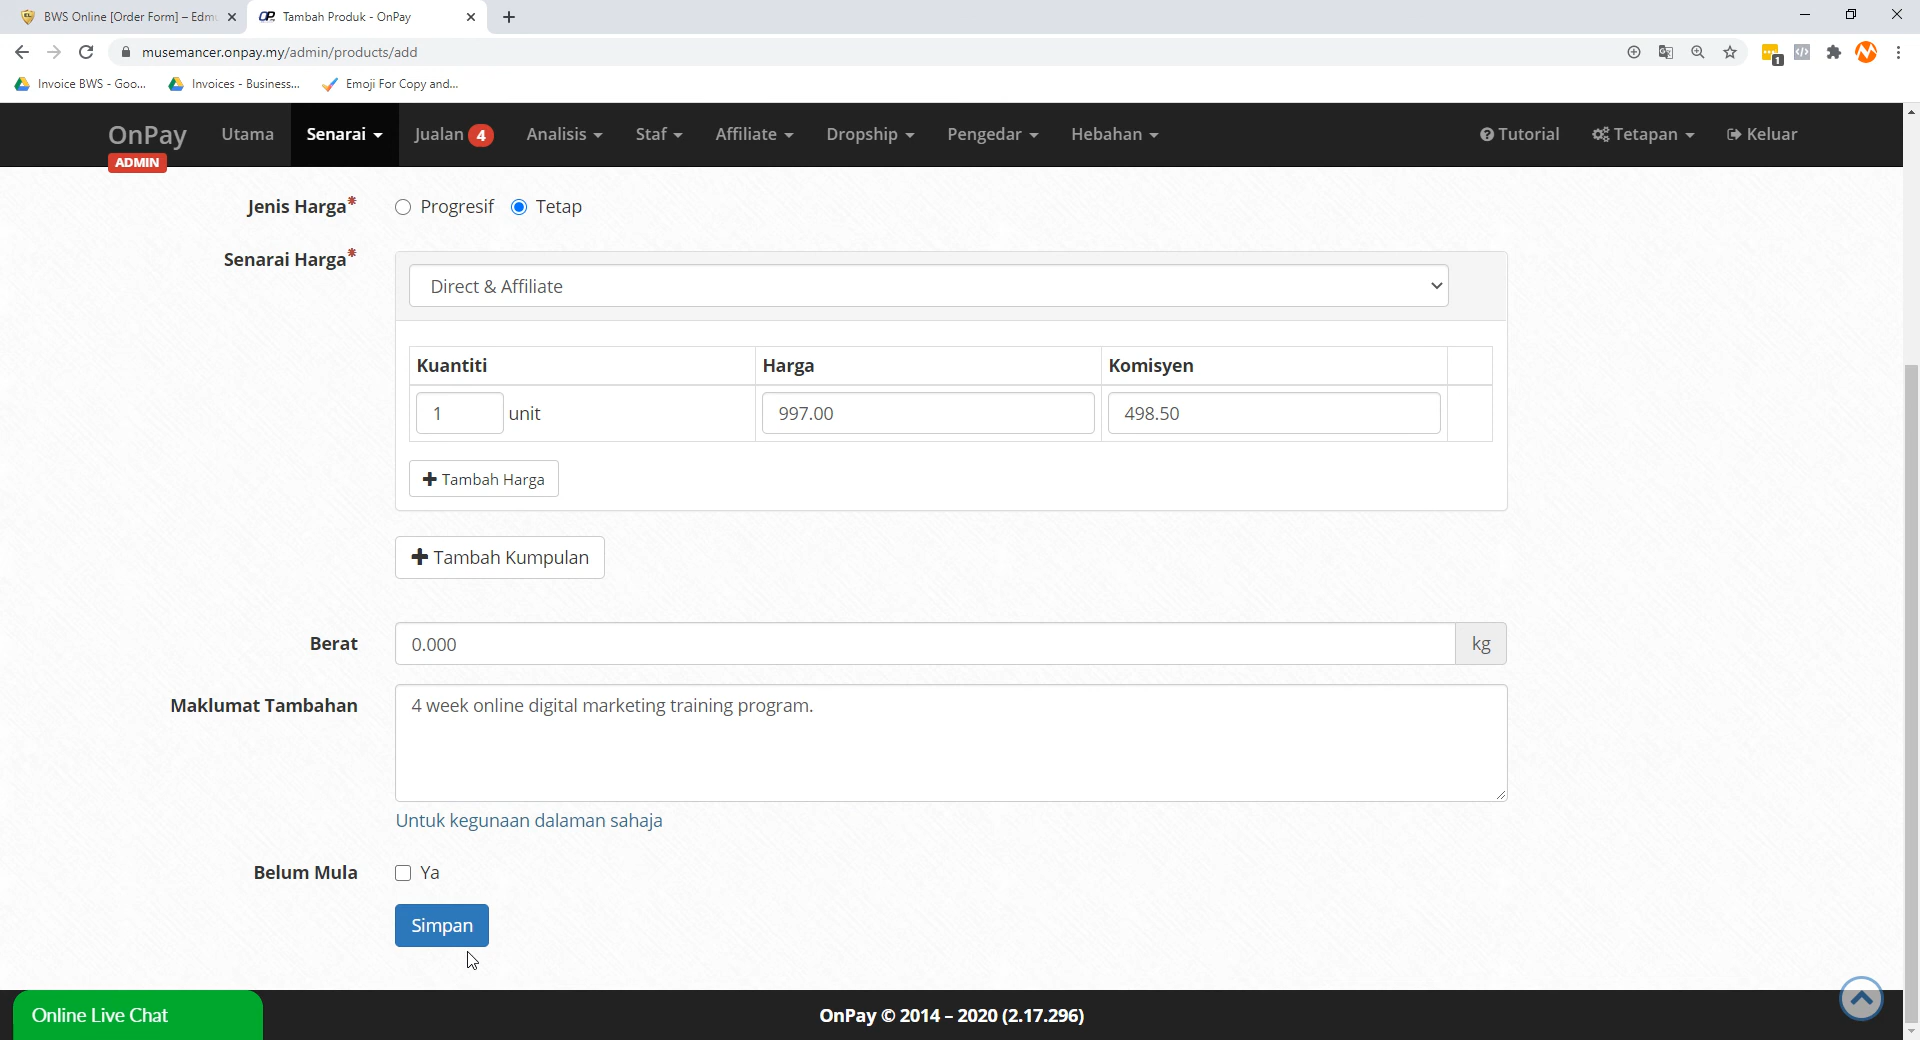 BWS Online [Order Form] – Edmu
Tambah Produk - OnPay
musemancer.onpay.my/admin/products/add
1
Invoice BWS - Goo...
Invoices - Business...
Emoji For Copy and...
OnPay
ADMIN
Utama
Senarai
Jualan 4
Analisis
Staf
Affiliate
Dropship
Pengedar
Hebahan
Tutorial
Tetapan
Keluar
Jenis Harga*
Progresif
Tetap
Senarai Harga*
Direct & Affiliate
Kuantiti
Harga
Komisyen
1 unit
997.00
498.50
Tambah Harga
Tambah Kumpulan
Berat
0.000
kg
Maklumat Tambahan
4 week online digital marketing training program.
Untuk kegunaan dalaman sahaja
Belum Mula
Ya
Simpan
Online Live Chat
OnPay © 2014 – 2020 (2.17.296)